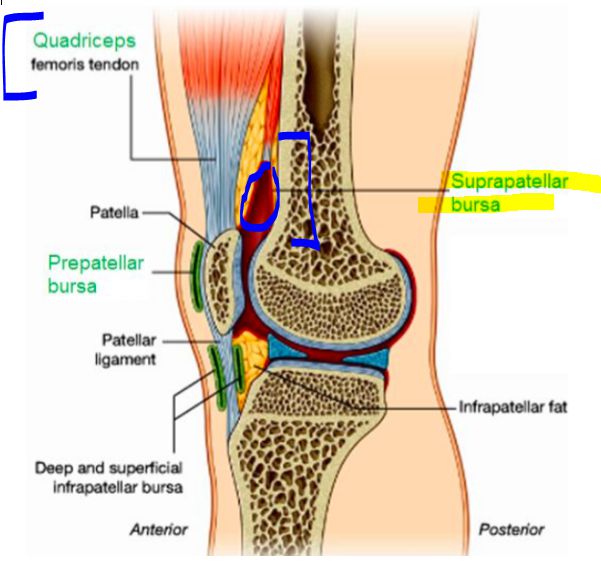 Quadriceps
femoris tendon
Suprapatellar
bursa
Patella
Prepatellar
bursa
Patellar
ligament
Infrapatellar fat
Deep and superficial
infrapatellar bursa
Anterior
Posterior